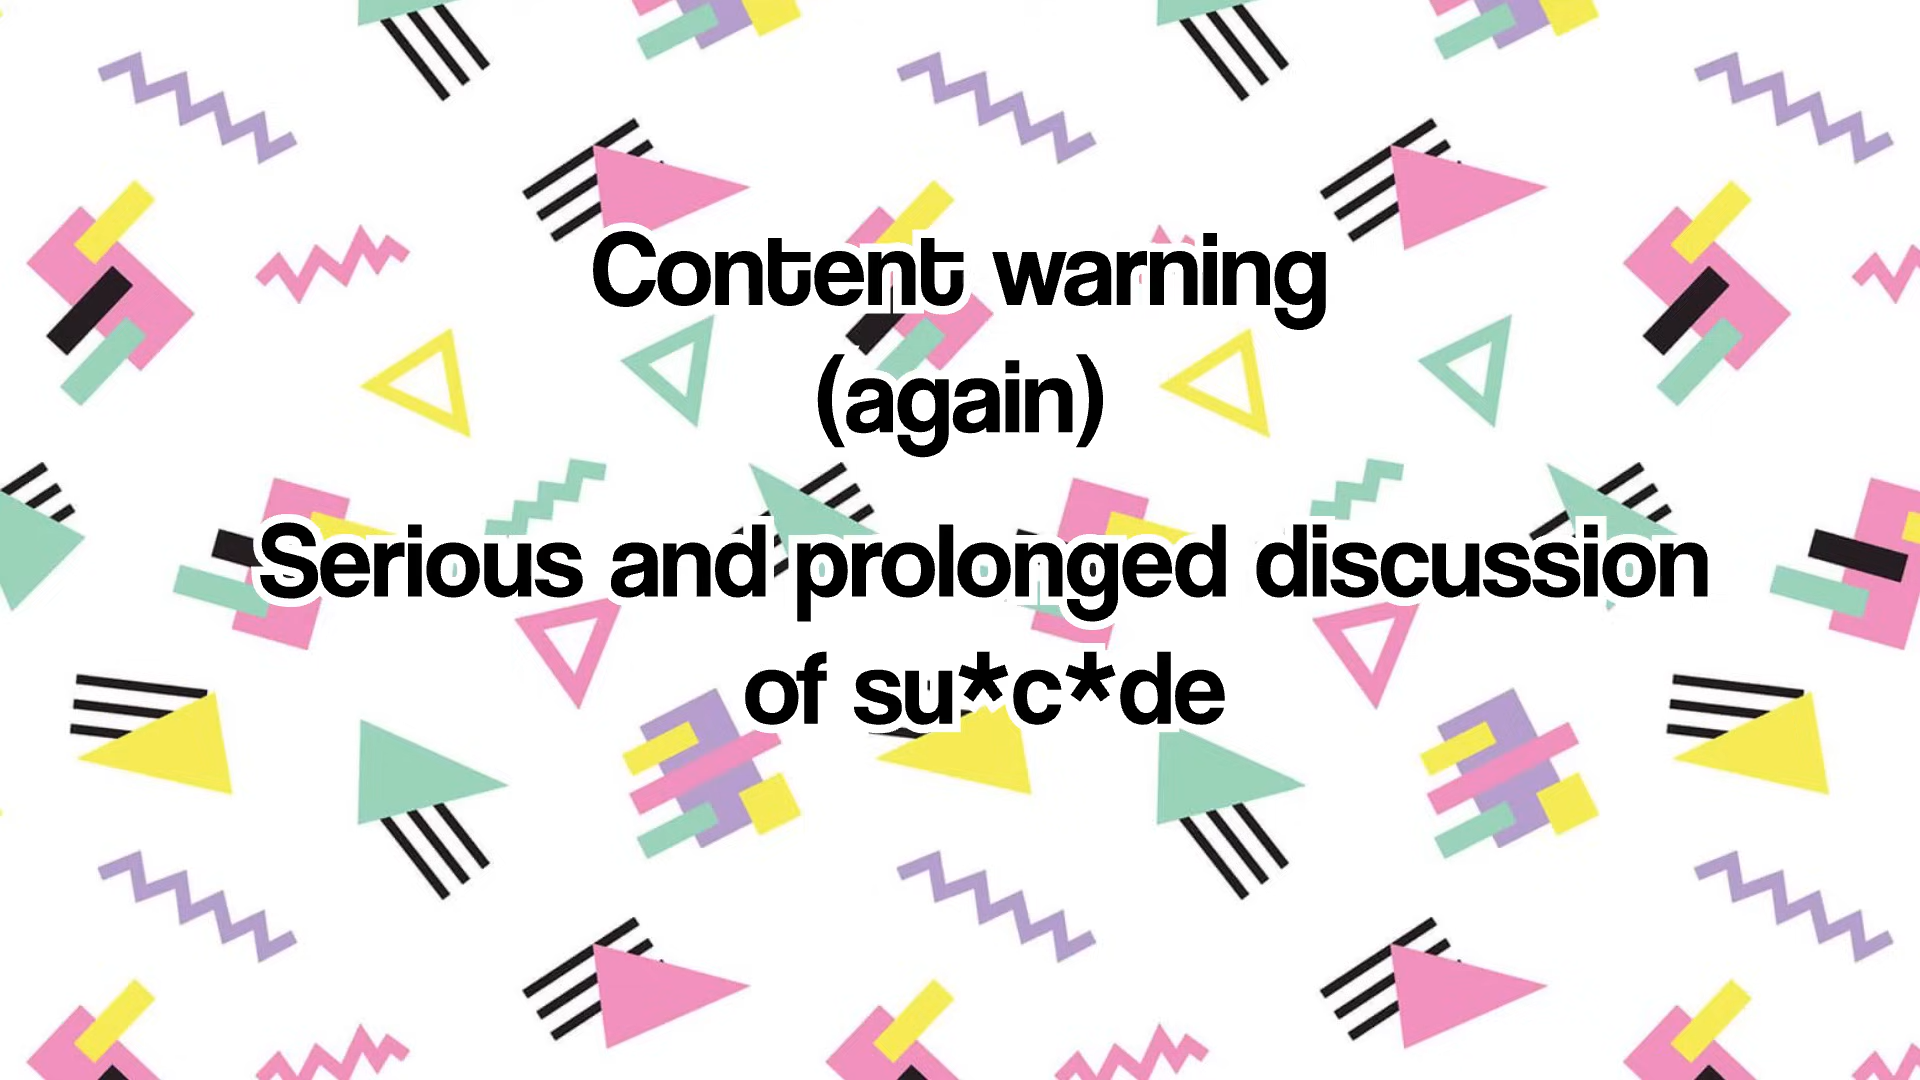 Content warning
(again)
Serious and prolonged discussion
of su*c*de